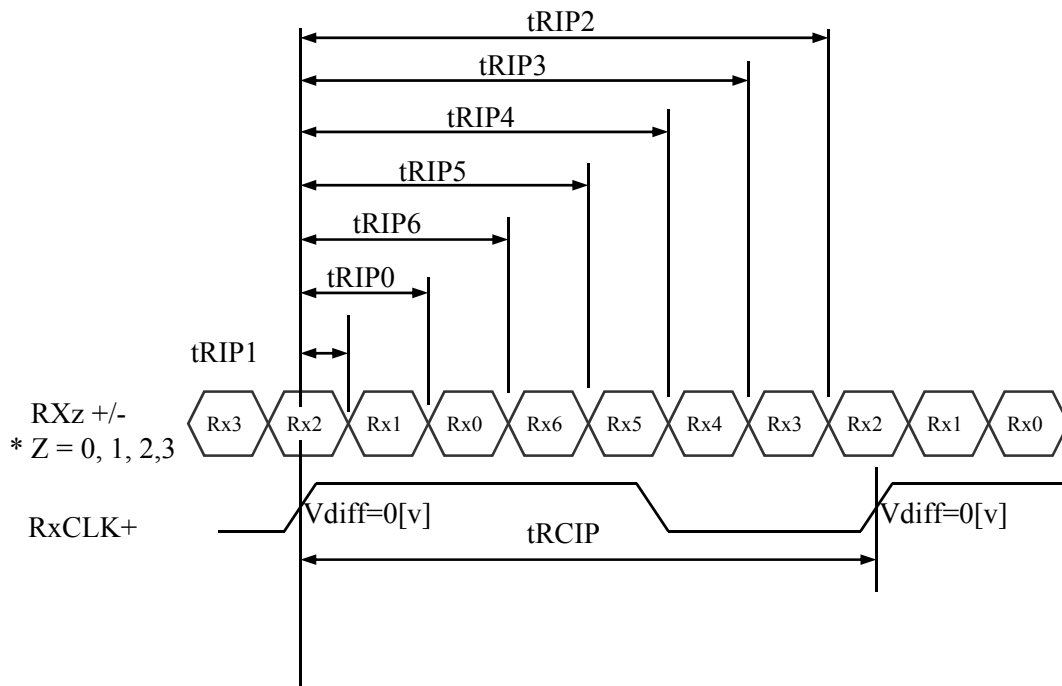 tRIP2
tRIP3
tRIP4
tRIP5
tRIP6
tRIP0
tRIP1
RXz +/-
* Z = 0, 1, 2,3
Rx3 Rx2 Rx1 Rx0 Rx6 Rx5 Rx4 Rx3 Rx2 Rx1 Rx0
RxCLK+
Vdiff=0[v] Vdiff=0[v]
tRCIP